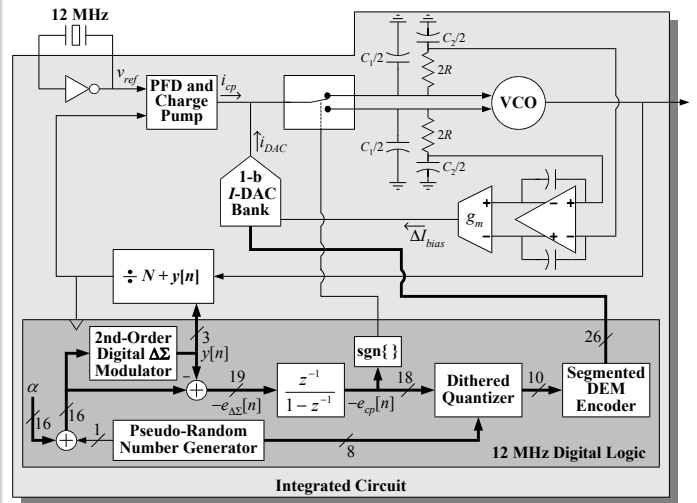 12 MHz
v_ref
PFD and
Charge
Pump
i_cp
C_1/2
C_2/2
2R
VCO
2R
C_1/2
C_2/2
i_DAC
1-b
I-DAC
Bank
g_m
+
−
−
+
+
−
ΔI_bias
÷ N + y[n]
2nd-Order
Digital ΔΣ
Modulator
3
y[n]
−
+
19
−e_ΔΣ[n]
z^{-1}
1 − z^{-1}
sgn{ }
18
−e_cp[n]
Dithered
Quantizer
10
26
Segmented
DEM
Encoder
α
16
16
+
1
Pseudo-Random
Number Generator
8
12 MHz Digital Logic
Integrated Circuit